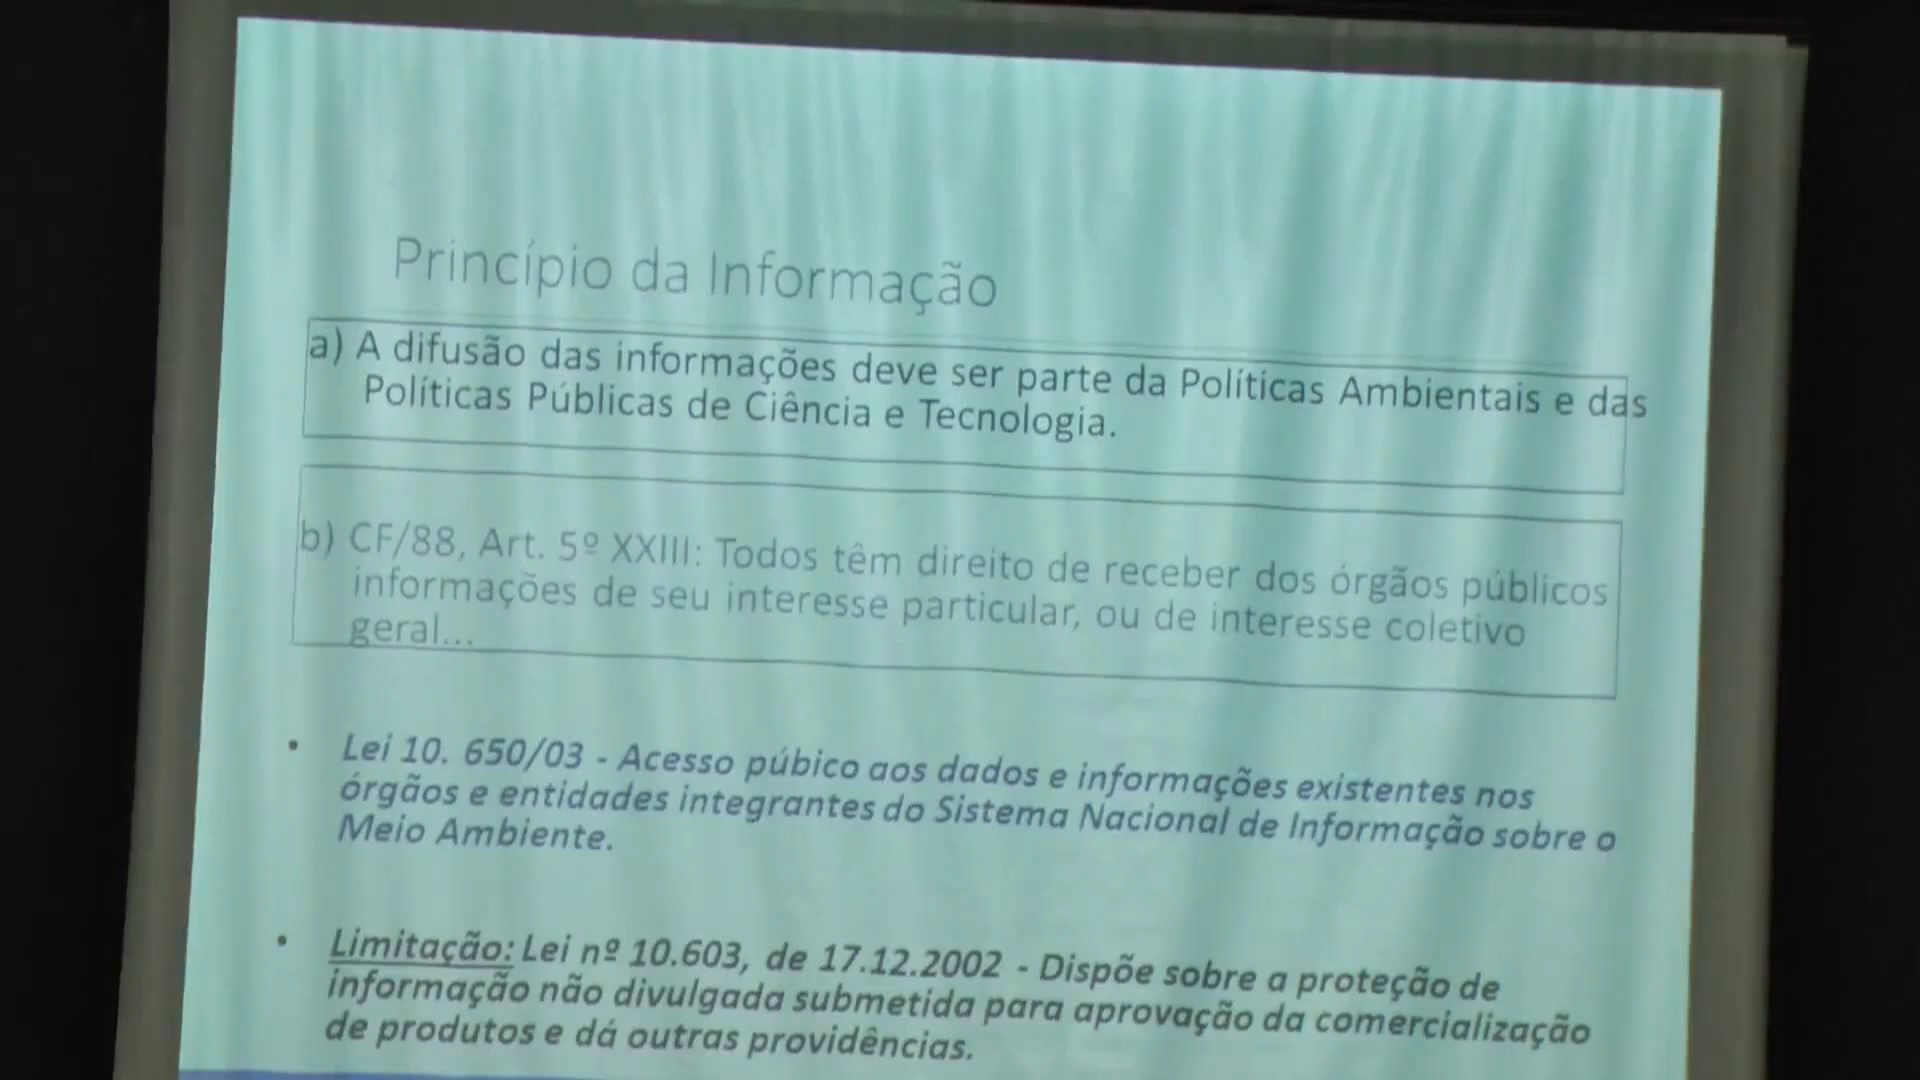 Princípio da Informação
a) A difusão das informações deve ser parte da Políticas Ambientais e das
Políticas Públicas de Ciência e Tecnologia.
b) CF/88, Art. 5º XXIII: Todos têm direito de receber dos órgãos públicos
informações de seu interesse particular, ou de interesse coletivo
geral...
• Lei 10. 650/03 - Acesso púbico aos dados e informações existentes nos
órgãos e entidades integrantes do Sistema Nacional de Informação sobre o
Meio Ambiente.
• Limitação: Lei nº 10.603, de 17.12.2002 - Dispõe sobre a proteção de
informação não divulgada submetida para aprovação da comercialização
de produtos e dá outras providências.